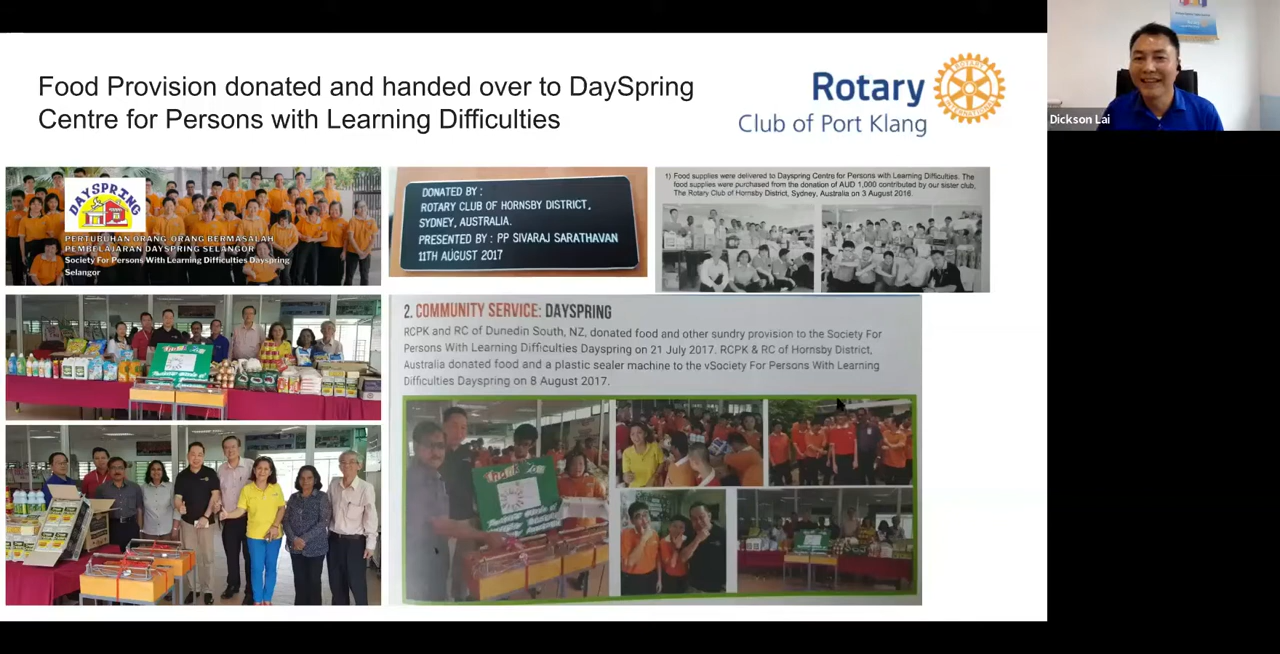 Food Provision donated and handed over to DaySpring
Centre for Persons with Learning Difficulties
Rotary
Club of Port Klang
ROTARY
INTERNATIONAL
Dickson Lai
DAYSPRING
PERTUBUHAN ORANG-ORANG BERMASALAH
PEMBELAJARAN DAYSPRING SELANGOR
Society For Persons With Learning Difficulties Dayspring
Selangor
DONATED BY :
ROTARY CLUB OF HORNSBY DISTRICT,
SYDNEY, AUSTRALIA.
PRESENTED BY : PP SIVARAJ SARATHAVAN
11TH AUGUST 2017
1) Food supplies were delivered to Dayspring Centre for Persons with Learning Difficulties. The
food supplies were purchased from the donation of AUD 1,000 contributed by our sister club,
The Rotary Club of Hornsby District, Sydney, Australia on 3 August 2016
2. COMMUNITY SERVICE: DAYSPRING
RCPK and RC of Dunedin South, NZ, donated food and other sundry provision to the Society For
Persons With Learning Difficulties Dayspring on 21 July 2017. RCPK & RC of Hornsby District,
Australia donated food and a plastic sealer machine to the vSociety For Persons With Learning
Difficulties Dayspring on 8 August 2017.
Thank You